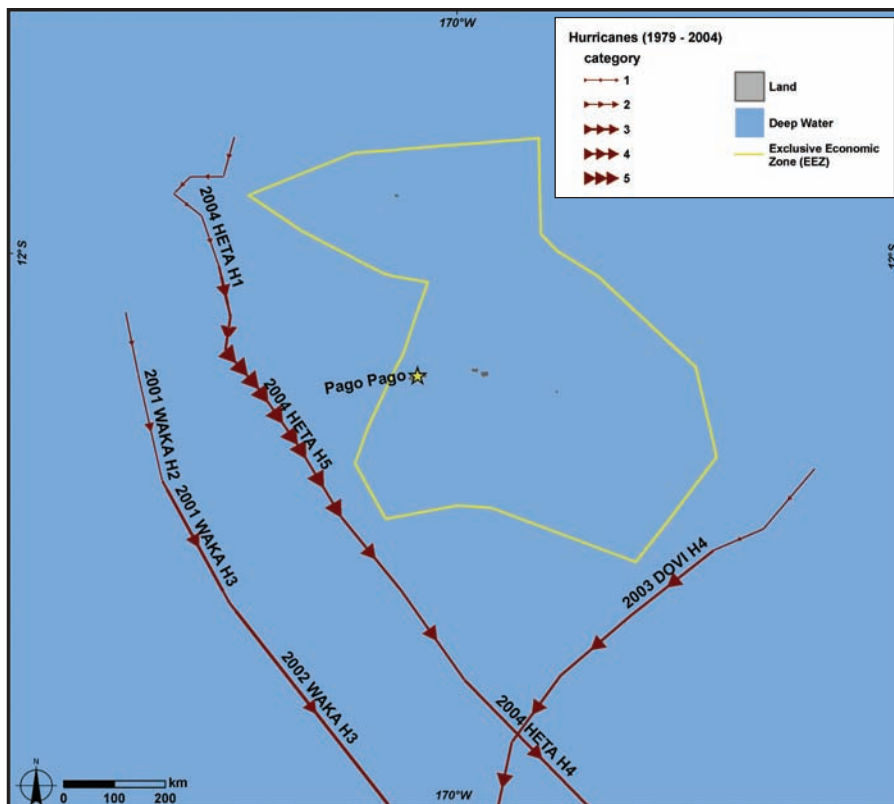 170°W
Hurricanes (1979 - 2004)
category
1
2
3
4
5
Land
Deep Water
Exclusive Economic
Zone (EEZ)
12°S
12°S
2004 HETA H1
Pago Pago
2001 WAKA H2
2004 HETA H5
2001 WAKA H3
2003 DOVI H4
2002 WAKA H3
2004 HETA H4
N
km
0 100 200
170°W